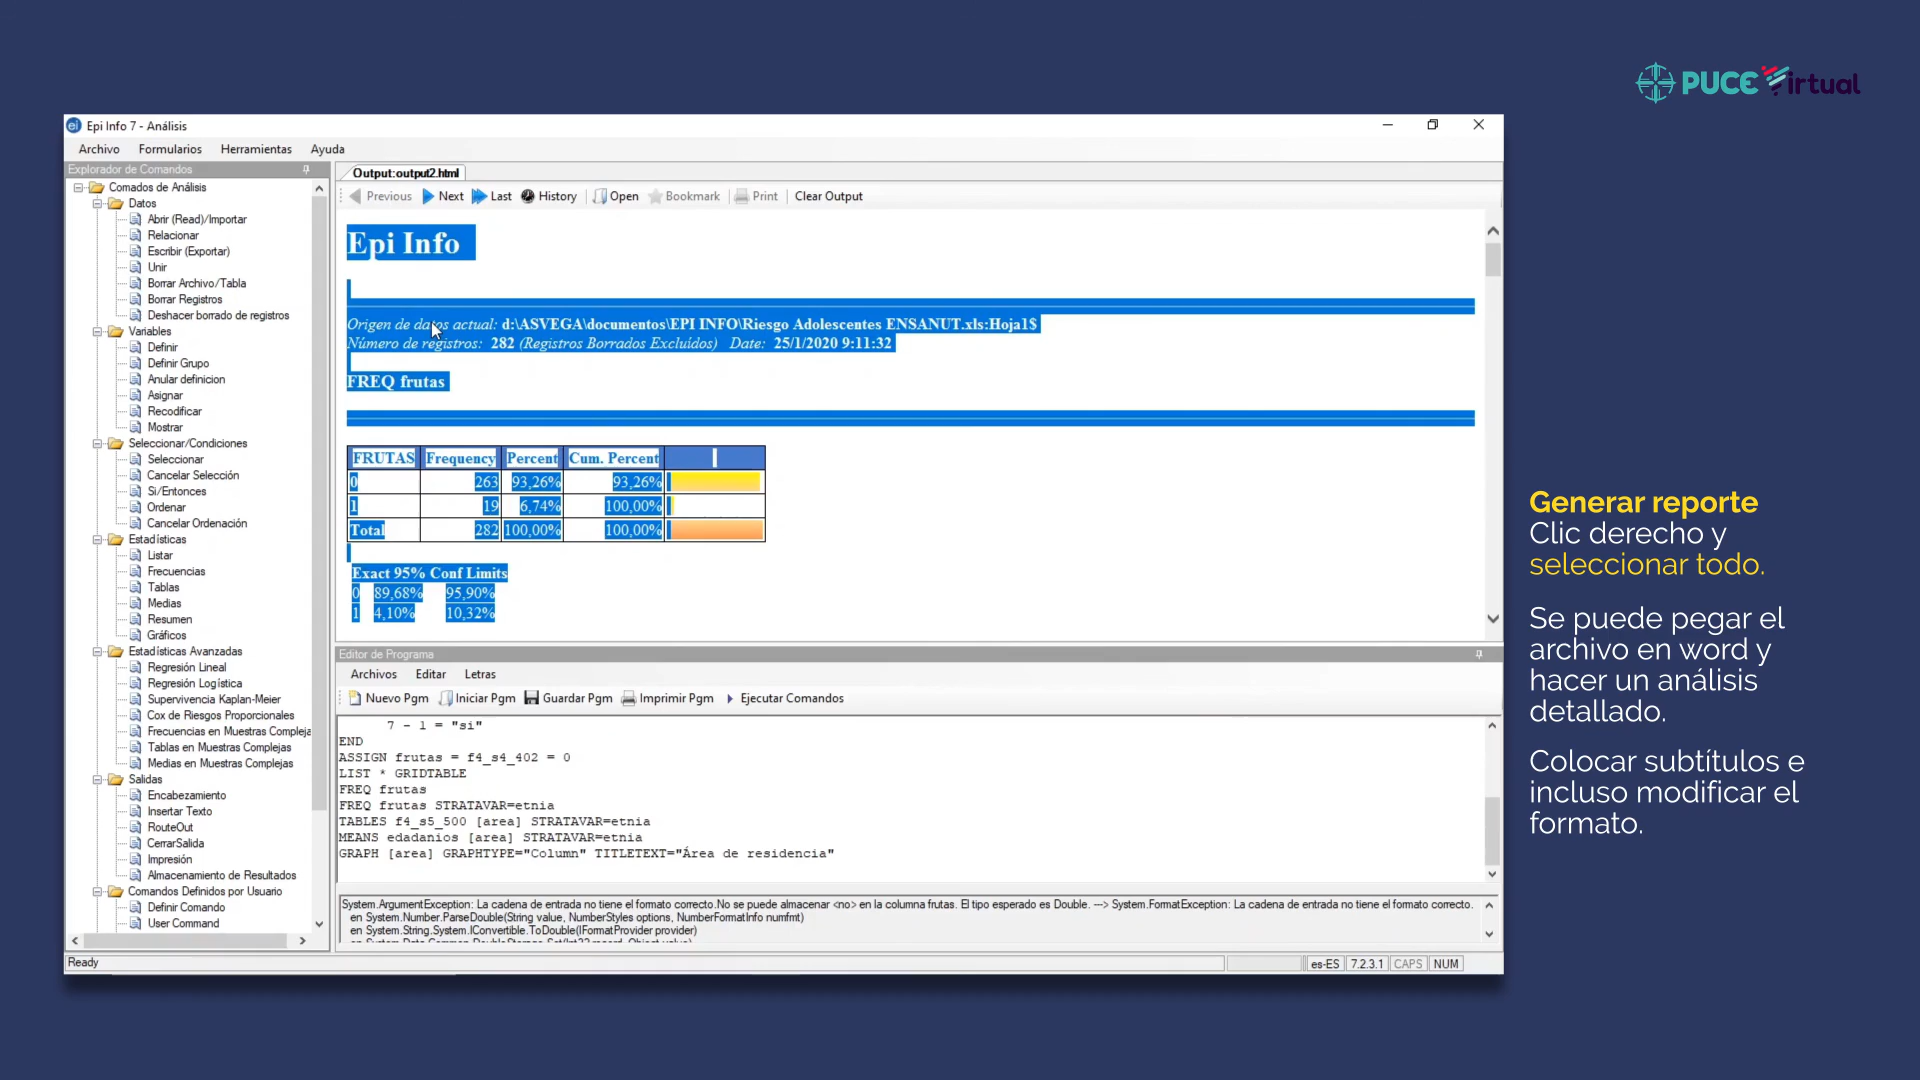 PUCE Virtual
Epi Info 7 - Análisis
Archivo Formularios Herramientas Ayuda
Explorador de Comandos
Comados de Análisis
Datos
Abrir (Read)/Importar
Relacionar
Escribir (Exportar)
Unir
Borrar Archivo/Tabla
Borrar Registros
Deshacer borrado de registros
Variables
Definir
Definir Grupo
Anular definicion
Asignar
Recodificar
Mostrar
Seleccionar/Condiciones
Seleccionar
Cancelar Selección
Si/Entonces
Ordenar
Cancelar Ordenación
Estadísticas
Listar
Frecuencias
Tablas
Medias
Resumen
Gráficos
Estadísticas Avanzadas
Regresión Lineal
Regresión Logística
Supervivencia Kaplan-Meier
Cox de Riesgos Proporcionales
Frecuencias en Muestras Compleja
Tablas en Muestras Complejas
Medias en Muestras Complejas
Salidas
Encabezamiento
Insertar Texto
RouteOut
CerrarSalida
Impresión
Almacenamiento de Resultados
Comandos Definidos por Usuario
Definir Comando
User Command
Output:output2.html
Previous Next Last History Open Bookmark Print Clear Output
Epi Info
Origen de datos actual: d:\ASVEGA\documentos\EPI INFO\Riesgo Adolescentes ENSANUT.xls:Hoja1$
Número de registros: 282 (Registros Borrados Excluídos) Date: 25/1/2020 9:11:32
FREQ frutas
FRUTAS Frequency Percent Cum. Percent
0 263 93,26% 93,26%
1 19 6,74% 100,00%
Total 282 100,00% 100,00%
Exact 95% Conf Limits
0 89,68% 95,90%
1 4,10% 10,32%
Editor de Programa
Archivos Editar Letras
Nuevo Pgm Iniciar Pgm Guardar Pgm Imprimir Pgm Ejecutar Comandos
7 - 1 = "si"
END
ASSIGN frutas = f4_s4_402 = 0
LIST * GRIDTABLE
FREQ frutas
FREQ frutas STRATAVAR=etnia
TABLES f4_s5_500 [area] STRATAVAR=etnia
MEANS edadanios [area] STRATAVAR=etnia
GRAPH [area] GRAPHTYPE="Column" TITLETEXT="Área de residencia"
System.ArgumentException: La cadena de entrada no tiene el formato correcto.No se puede almacenar <no> en la columna frutas. El tipo esperado es Double. ---> System.FormatException: La cadena de entrada no tiene el formato correcto.
en System.Number.ParseDouble(String value, NumberStyles options, NumberFormatInfo numfmt)
en System.String.System.IConvertible.ToDouble(IFormatProvider provider)
Ready es-ES 7.2.3.1 CAPS NUM
Generar reporte
Clic derecho y
seleccionar todo.
Se puede pegar el
archivo en word y
hacer un análisis
detallado.
Colocar subtítulos e
incluso modificar el
formato.